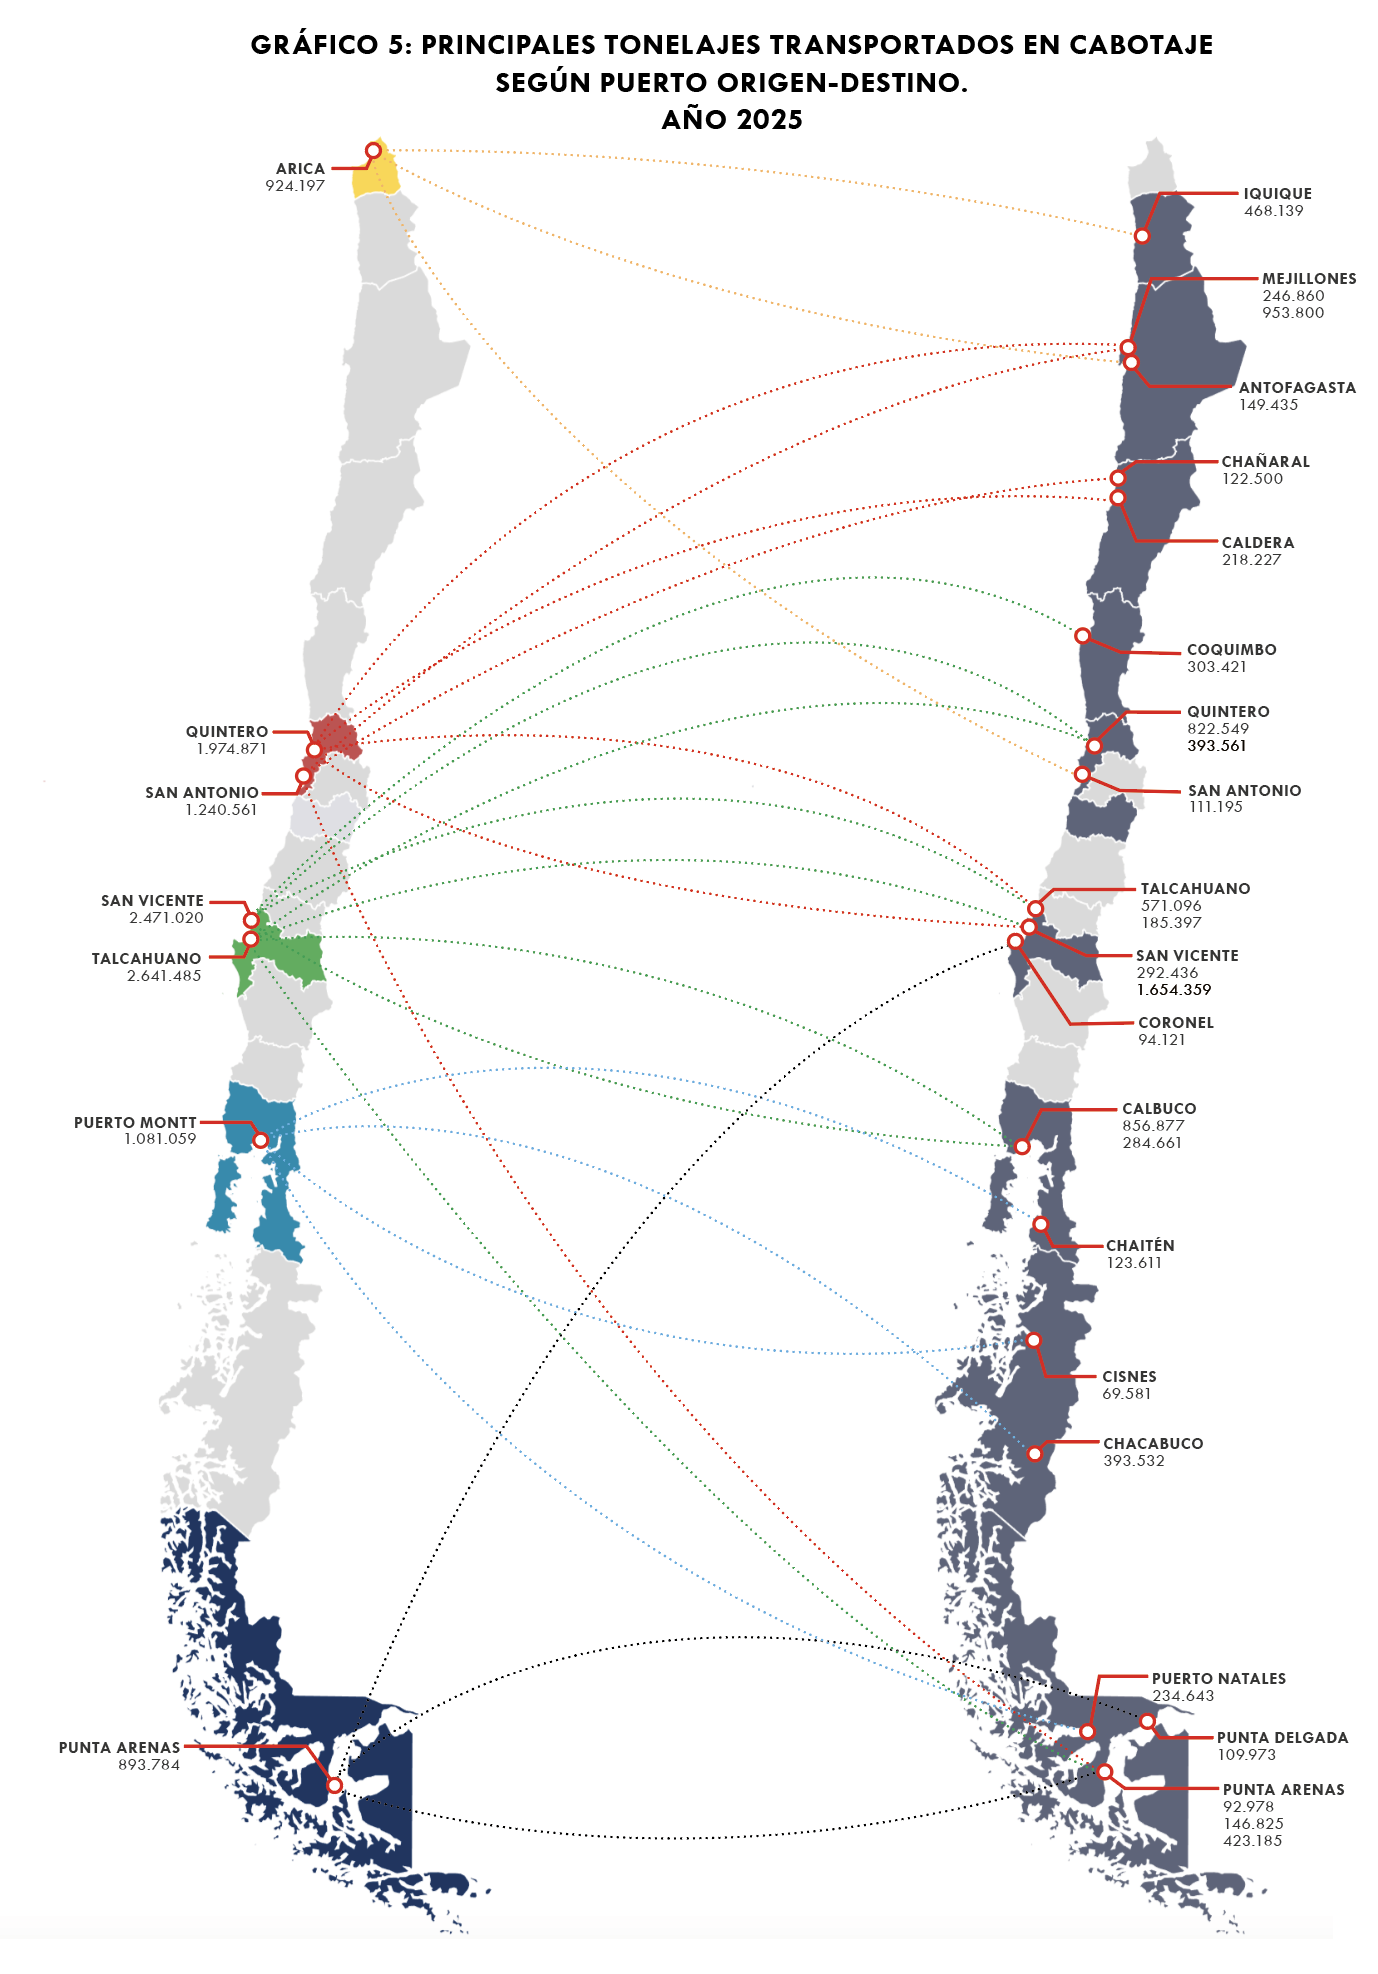 GRÁFICO 5: PRINCIPALES TONELAJES TRANSPORTADOS EN CABOTAJE
SEGÚN PUERTO ORIGEN-DESTINO.
AÑO 2025
ARICA
924.197
QUINTERO
1.974.871
SAN ANTONIO
1.240.561
SAN VICENTE
2.471.020
TALCAHUANO
2.641.485
PUERTO MONTT
1.081.059
PUNTA ARENAS
893.784
IQUIQUE
468.139
MEJILLONES
246.860
953.800
ANTOFAGASTA
149.435
CHAÑARAL
122.500
CALDERA
218.227
COQUIMBO
303.421
QUINTERO
822.549
393.561
SAN ANTONIO
111.195
TALCAHUANO
571.096
185.397
SAN VICENTE
292.436
1.654.359
CORONEL
94.121
CALBUCO
856.877
284.661
CHAITÉN
123.611
CISNES
69.581
CHACABUCO
393.532
PUERTO NATALES
234.643
PUNTA DELGADA
109.973
PUNTA ARENAS
92.978
146.825
423.185